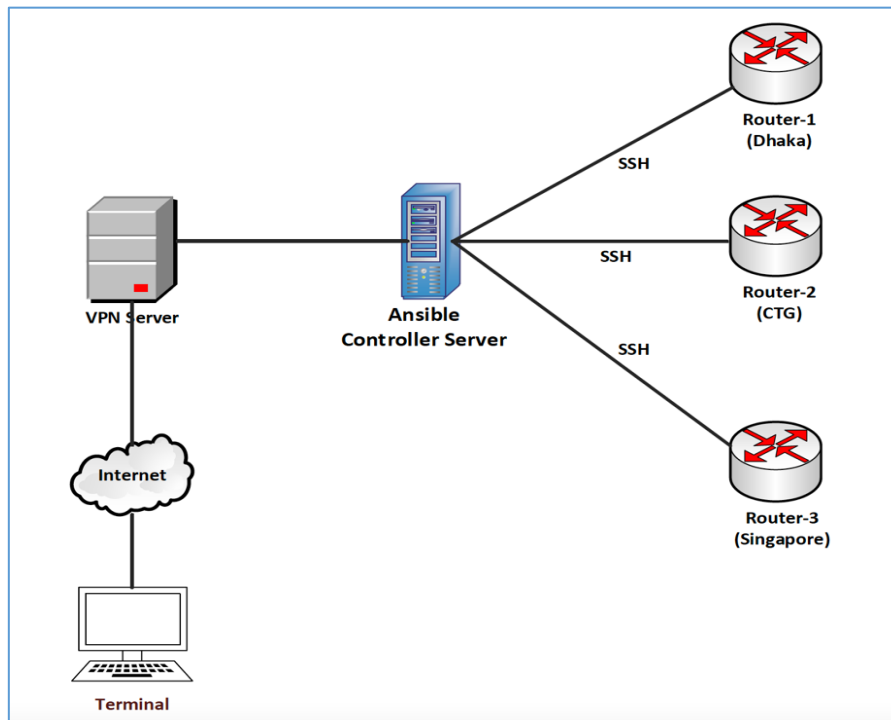 Router-1
(Dhaka)
SSH
VPN Server
Ansible
Controller Server
SSH
Router-2
(CTG)
SSH
Internet
Router-3
(Singapore)
Terminal